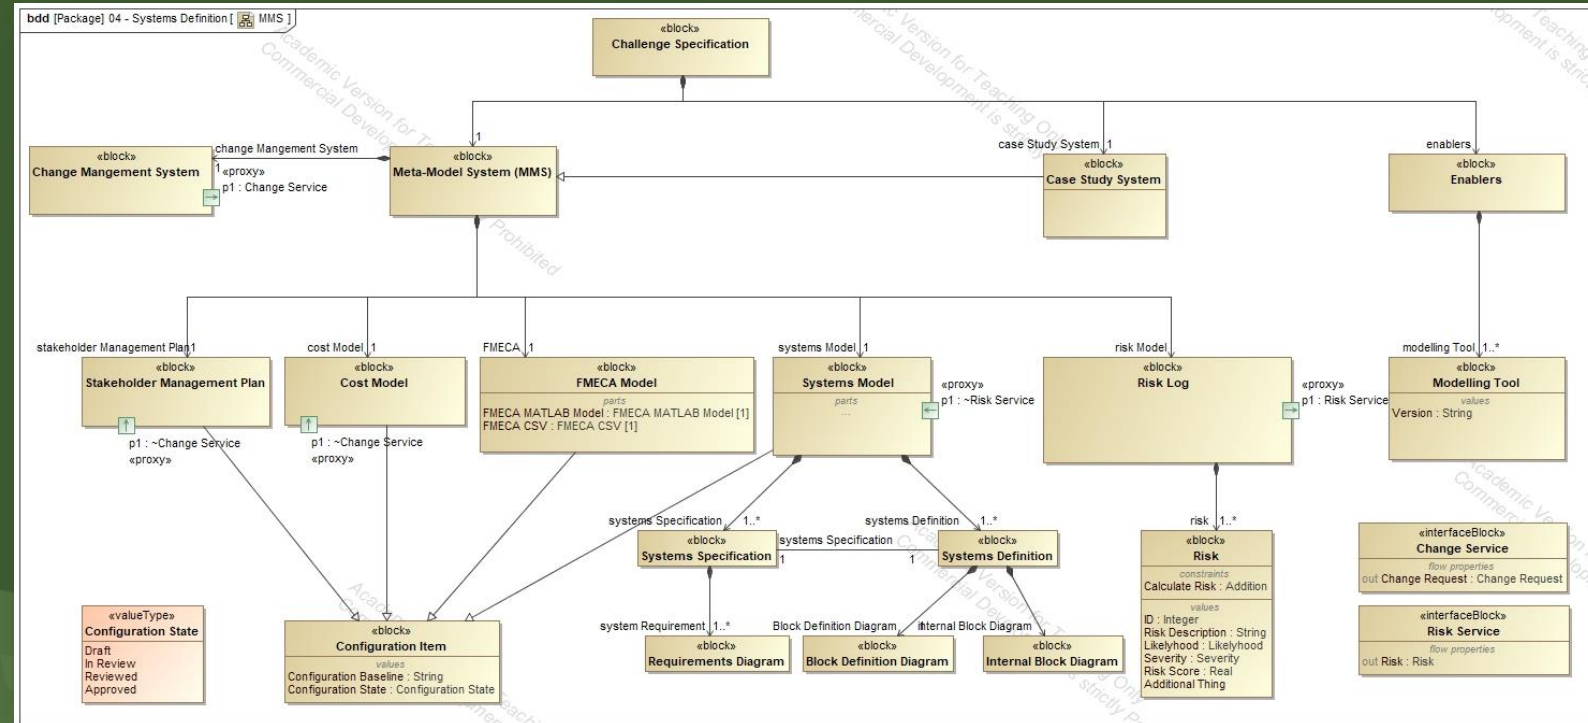 bdd [Package] 04 - Systems Definition [ MMS ]
«block»
Challenge Specification
1
case Study System 1
enablers
«block»
Change Mangement System
change Mangement System
1 «proxy»
p1 : Change Service
«block»
Meta-Model System (MMS)
«block»
Case Study System
«block»
Enablers
stakeholder Management Plan 1
cost Model 1
FMECA 1
systems Model 1
risk Model
modelling Tool 1..*
«block»
Stakeholder Management Plan
p1 : ~Change Service
«proxy»
«block»
Cost Model
p1 : ~Change Service
«proxy»
«block»
FMECA Model
parts
FMECA MATLAB Model : FMECA MATLAB Model [1]
FMECA CSV : FMECA CSV [1]
«block»
Systems Model
parts
...
«proxy»
p1 : ~Risk Service
«block»
Risk Log
«proxy»
p1 : Risk Service
«block»
Modelling Tool
values
Version : String
systems Specification 1..*
systems Definition 1..*
risk 1..*
«block»
Systems Specification
systems Specification
1
1
«block»
Systems Definition
«block»
Risk
constraints
Calculate Risk : Addition
values
ID : Integer
Risk Description : String
Likelyhood : Likelyhood
Severity : Severity
Risk Score : Real
Additional Thing
«interfaceBlock»
Change Service
flow properties
out Change Request : Change Request
«interfaceBlock»
Risk Service
flow properties
out Risk : Risk
system Requirement 1..*
Block Definition Diagram
Internal Block Diagram
«block»
Requirements Diagram
«block»
Block Definition Diagram
«block»
Internal Block Diagram
«valueType»
Configuration State
Draft
In Review
Reviewed
Approved
«block»
Configuration Item
values
Configuration Baseline : String
Configuration State : Configuration State
Academic Version for Teaching Only
Commercial Development is strictly Prohibited